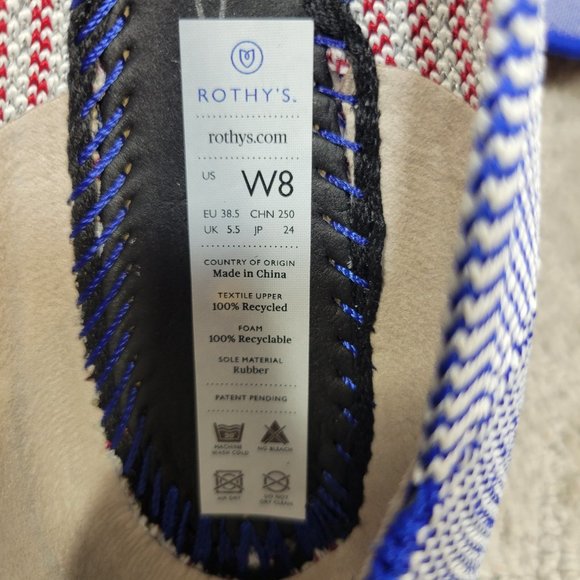 ROTHY'S™
rothys.com
US W8
EU 38.5 CHN 250
UK 5.5 JP 24
COUNTRY OF ORIGIN
Made in China
TEXTILE UPPER
100% Recycled
FOAM
100% Recyclable
SOLE MATERIAL
Rubber
PATENT PENDING
MACHINE NO BLEACH
WASH COLD
AIR DRY DO NOT
DRY CLEAN